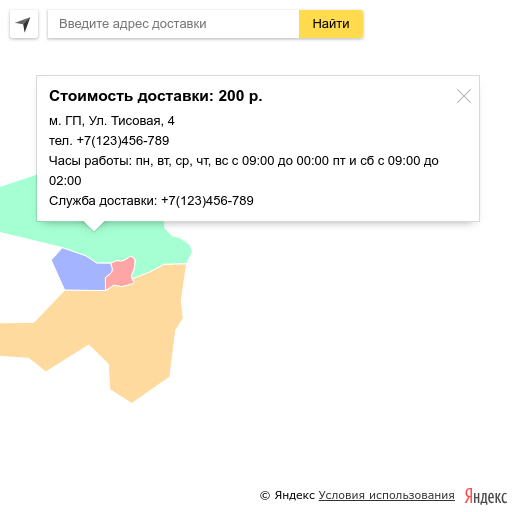 Введите адрес доставки
Найти
Стоимость доставки: 200 р.
м. ГП, Ул. Тисовая, 4
тел. +7(123)456-789
Часы работы: пн, вт, ср, чт, вс с 09:00 до 00:00 пт и сб с 09:00 до
02:00
Служба доставки: +7(123)456-789
© Яндекс Условия использования
Яндекс